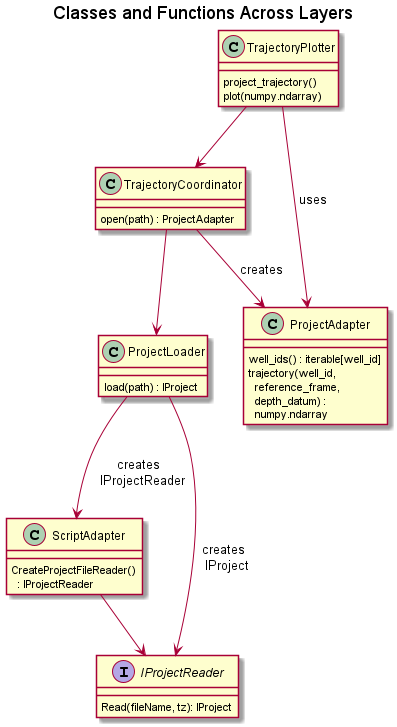 Classes and Functions Across Layers
C TrajectoryPlotter
project_trajectory()
plot(numpy.ndarray)
C TrajectoryCoordinator
open(path) : ProjectAdapter
uses
creates
C ProjectLoader
load(path) : IProject
C ProjectAdapter
well_ids() : iterable[well_id]
trajectory(well_id,
reference_frame,
depth_datum) :
numpy.ndarray
creates
IProjectReader
C ScriptAdapter
CreateProjectFileReader()
: IProjectReader
creates
IProject
I IProjectReader
Read(fileName, tz): IProject